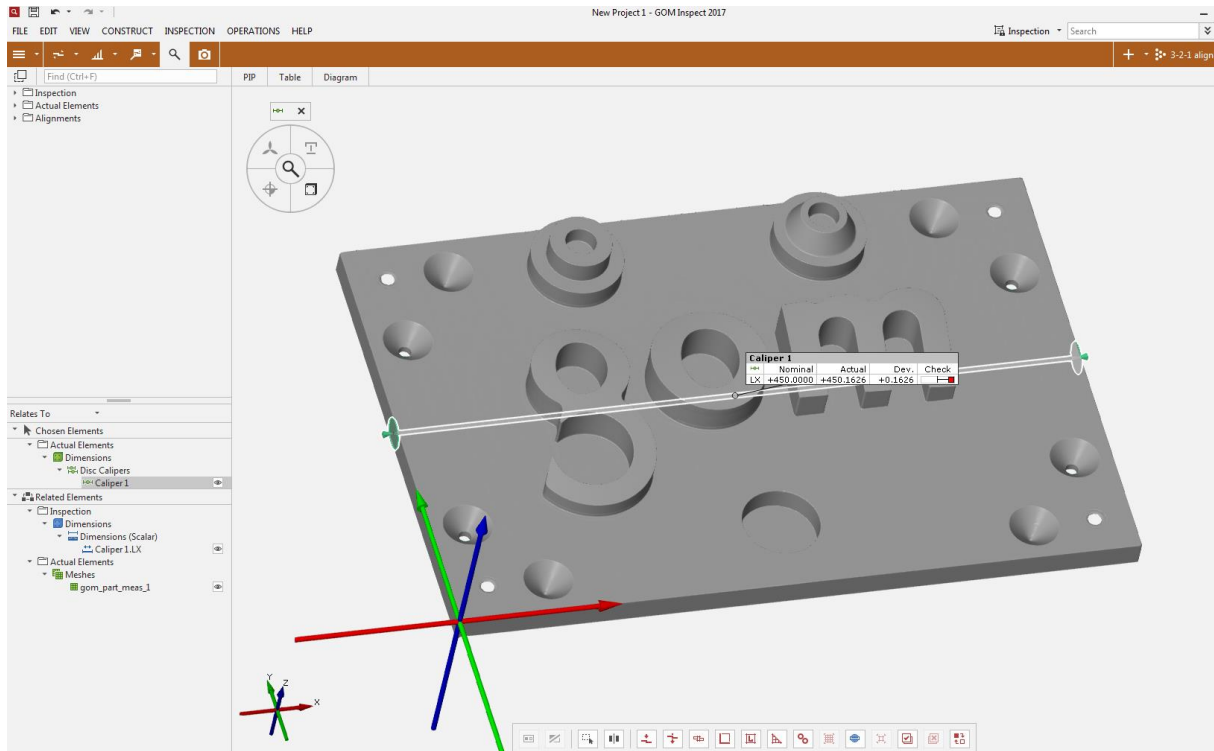 New Project 1 - GOM Inspect 2017
FILE EDIT VIEW CONSTRUCT INSPECTION OPERATIONS HELP
Inspection
Search
3-2-1 align
Find (Ctrl+F)
PIP Table Diagram
Inspection
Actual Elements
Alignments
Caliper 1
Nominal Actual Dev. Check
LX +450.0000 +450.1626 +0.1626
Relates To
Chosen Elements
Actual Elements
Dimensions
Disc Calipers
Caliper 1
Related Elements
Inspection
Dimensions
Dimensions (Scalar)
Caliper 1.LX
Actual Elements
Meshes
gom_part_meas_1
Y
Z
X